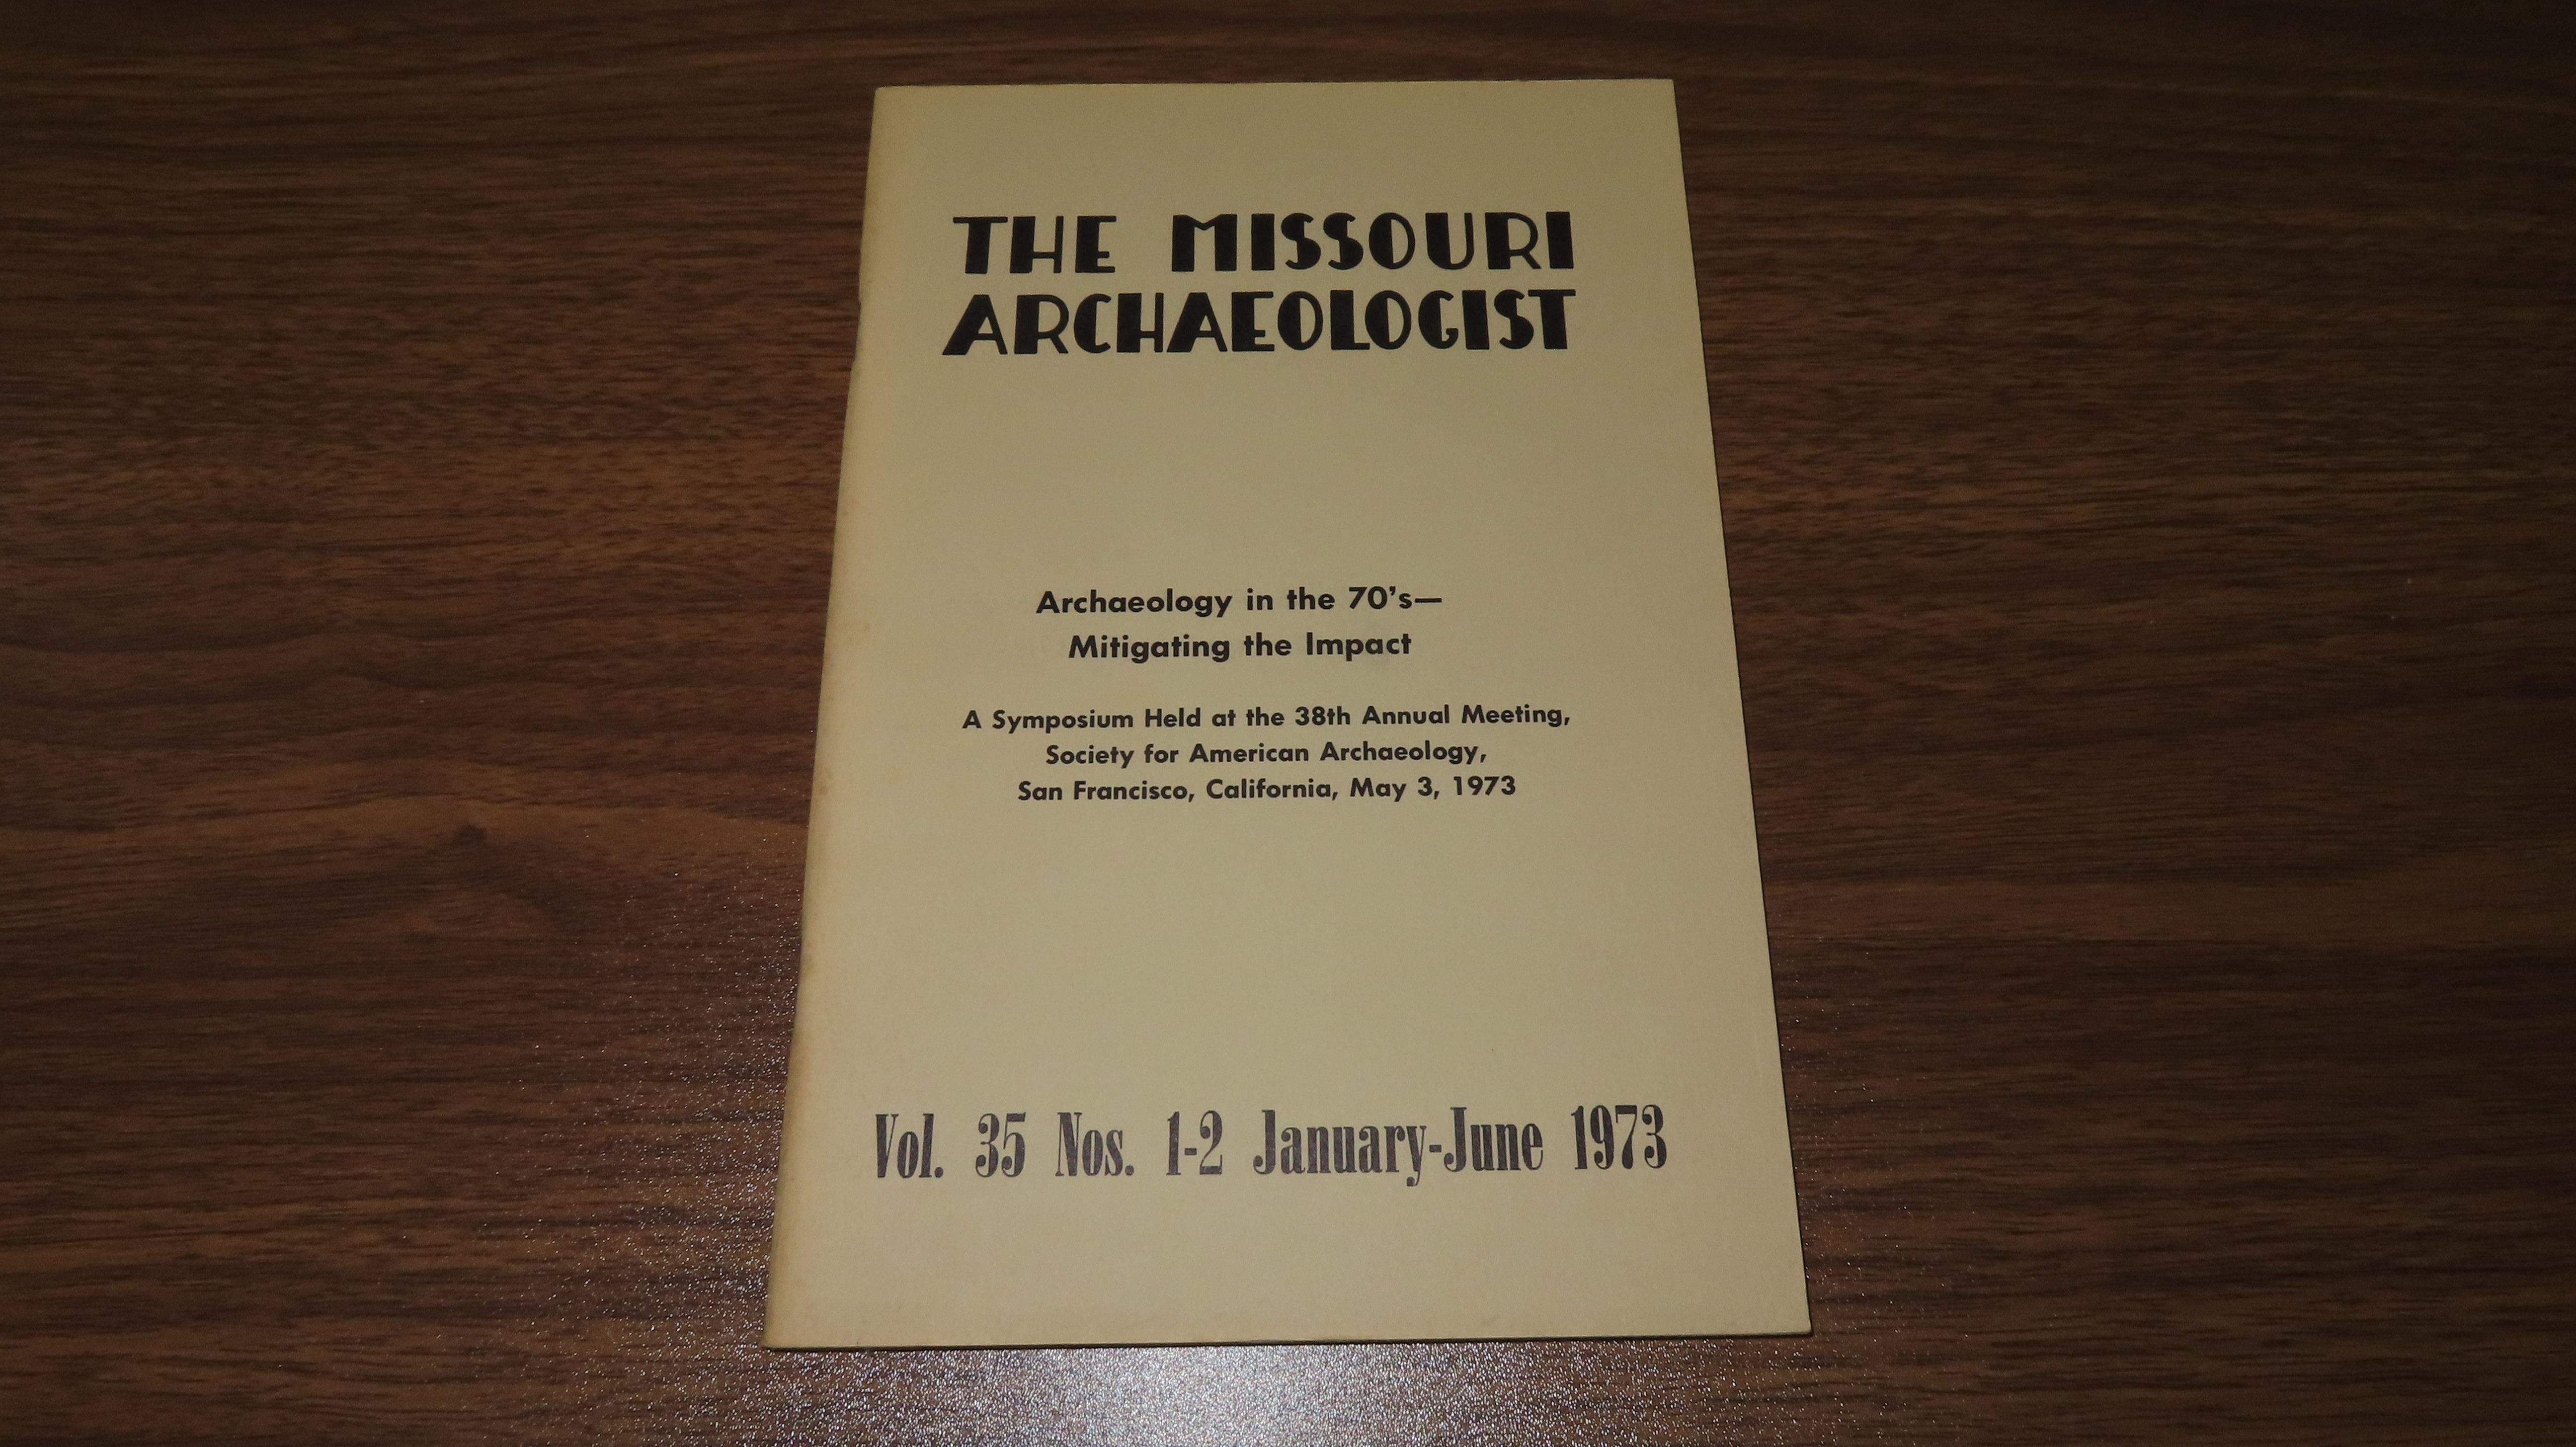 THE MISSOURI
ARCHAEOLOGIST
Archaeology in the 70's—
Mitigating the Impact
A Symposium Held at the 38th Annual Meeting,
Society for American Archaeology,
San Francisco, California, May 3, 1973
Vol. 35 Nos. 1-2 January-June 1973